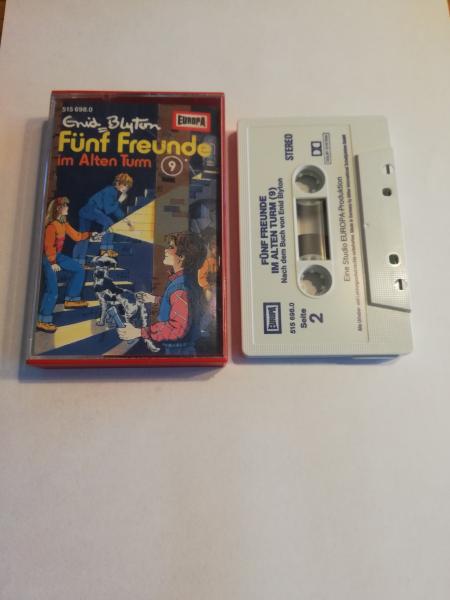 515 698.0
EUROPA
Enid Blyton
Fünf Freunde
im Alten Turm 9
STEREO
FÜNF FREUNDE
IM ALTEN TURM (9)
Nach dem Buch von Enid Blyton
EUROPA
515 698.0
Seite
2
Eine Studio EUROPA-Produktion